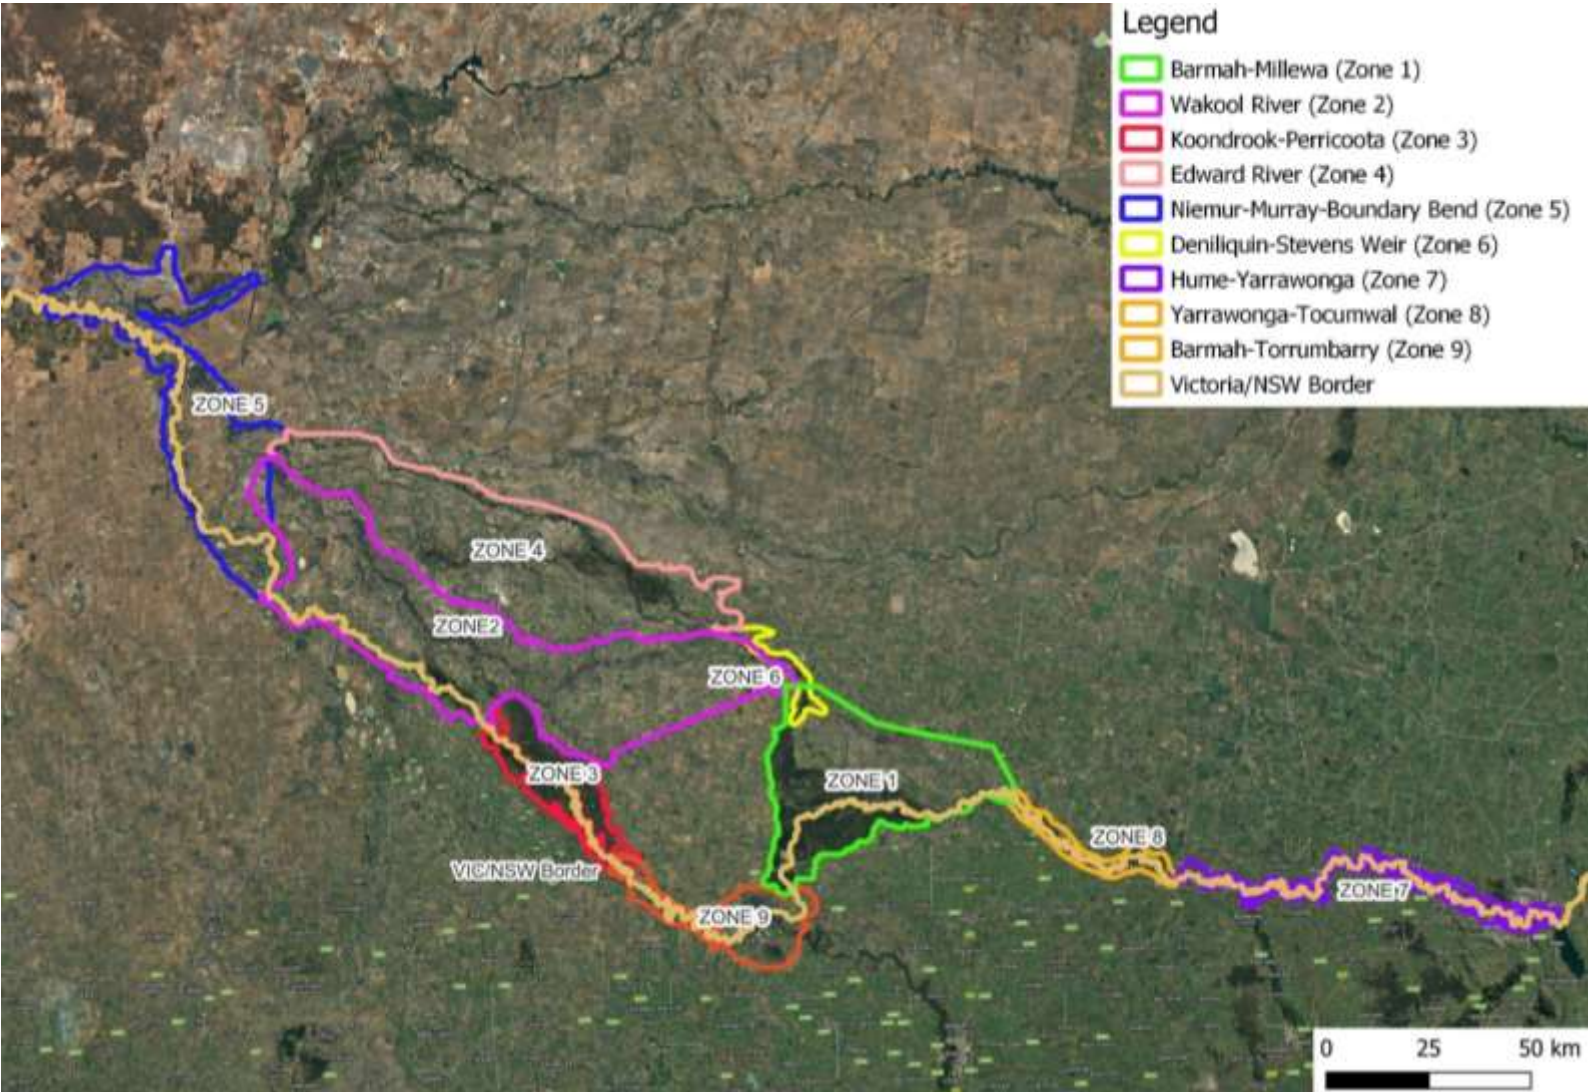 Legend
Barmah-Millewa (Zone 1)
Wakool River (Zone 2)
Koondrook-Perricoota (Zone 3)
Edward River (Zone 4)
Niemur-Murray-Boundary Bend (Zone 5)
Deniliquin-Stevens Weir (Zone 6)
Hume-Yarrawonga (Zone 7)
Yarrawonga-Tocumwal (Zone 8)
Barmah-Torrumbarry (Zone 9)
Victoria/NSW Border
ZONE 5
ZONE 4
ZONE2
ZONE 6
ZONE 3
ZONE 1
ZONE 8
VIC/NSW Border
ZONE 7
ZONE 9
0 25 50 km